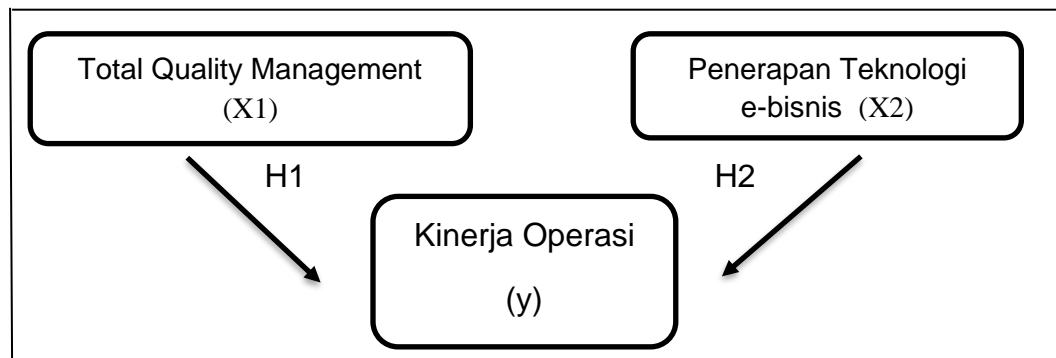 Total Quality Management
(X1)
Penerapan Teknologi
e-bisnis (X2)
H1
H2
Kinerja Operasi
(y)